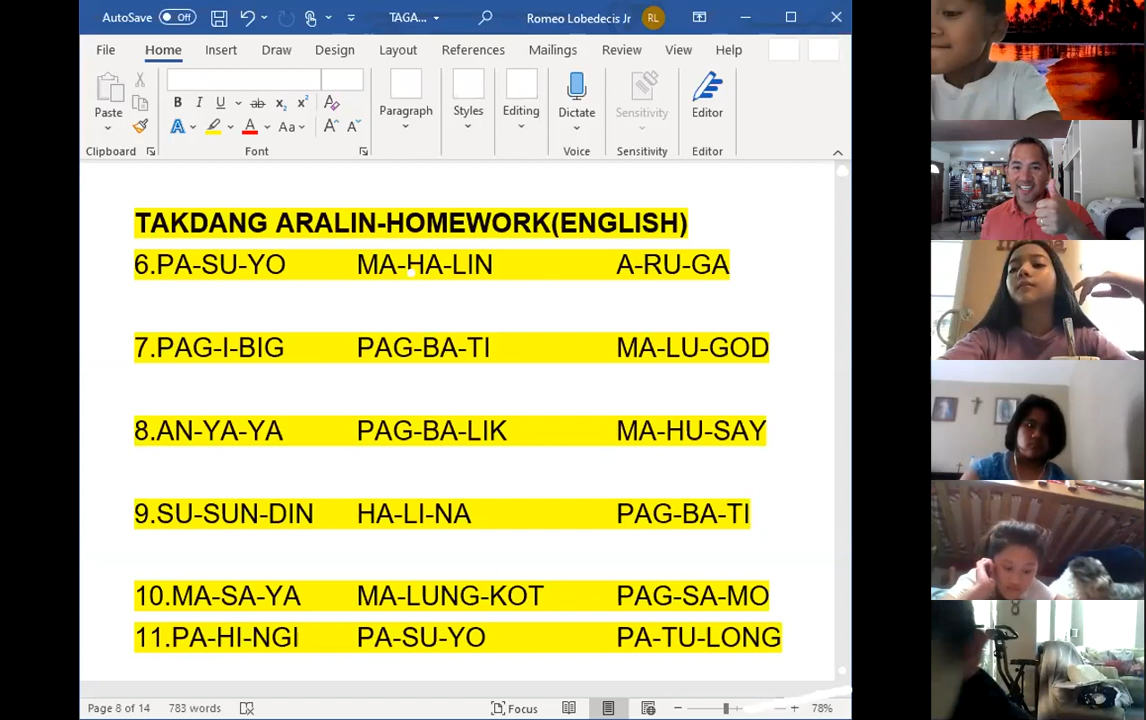 AutoSave Off TAGA... Romeo Lobedecis Jr RL
File Home Insert Draw Design Layout References Mailings Review View Help
Paste B I U ab x₂ x² A Paragraph Styles Editing Dictate Sensitivity Editor
A A Aa A A
Clipboard Font Voice Sensitivity Editor
TAKDANG ARALIN-HOMEWORK(ENGLISH)
6.PA-SU-YO MA-HA-LIN A-RU-GA
7.PAG-I-BIG PAG-BA-TI MA-LU-GOD
8.AN-YA-YA PAG-BA-LIK MA-HU-SAY
9.SU-SUN-DIN HA-LI-NA PAG-BA-TI
10.MA-SA-YA MA-LUNG-KOT PAG-SA-MO
11.PA-HI-NGI PA-SU-YO PA-TU-LONG
Page 8 of 14 783 words Focus 78%